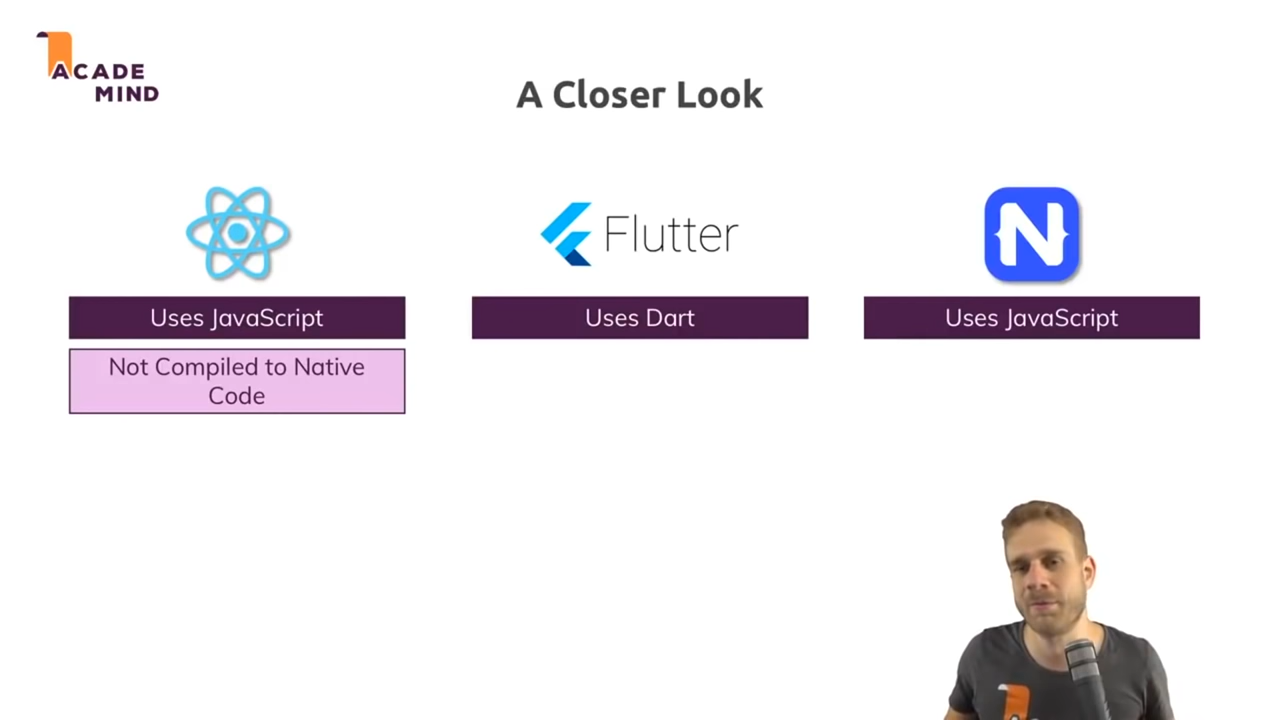 ACADE
MIND
A Closer Look
Flutter
N
Uses JavaScript
Uses Dart
Uses JavaScript
Not Compiled to Native
Code